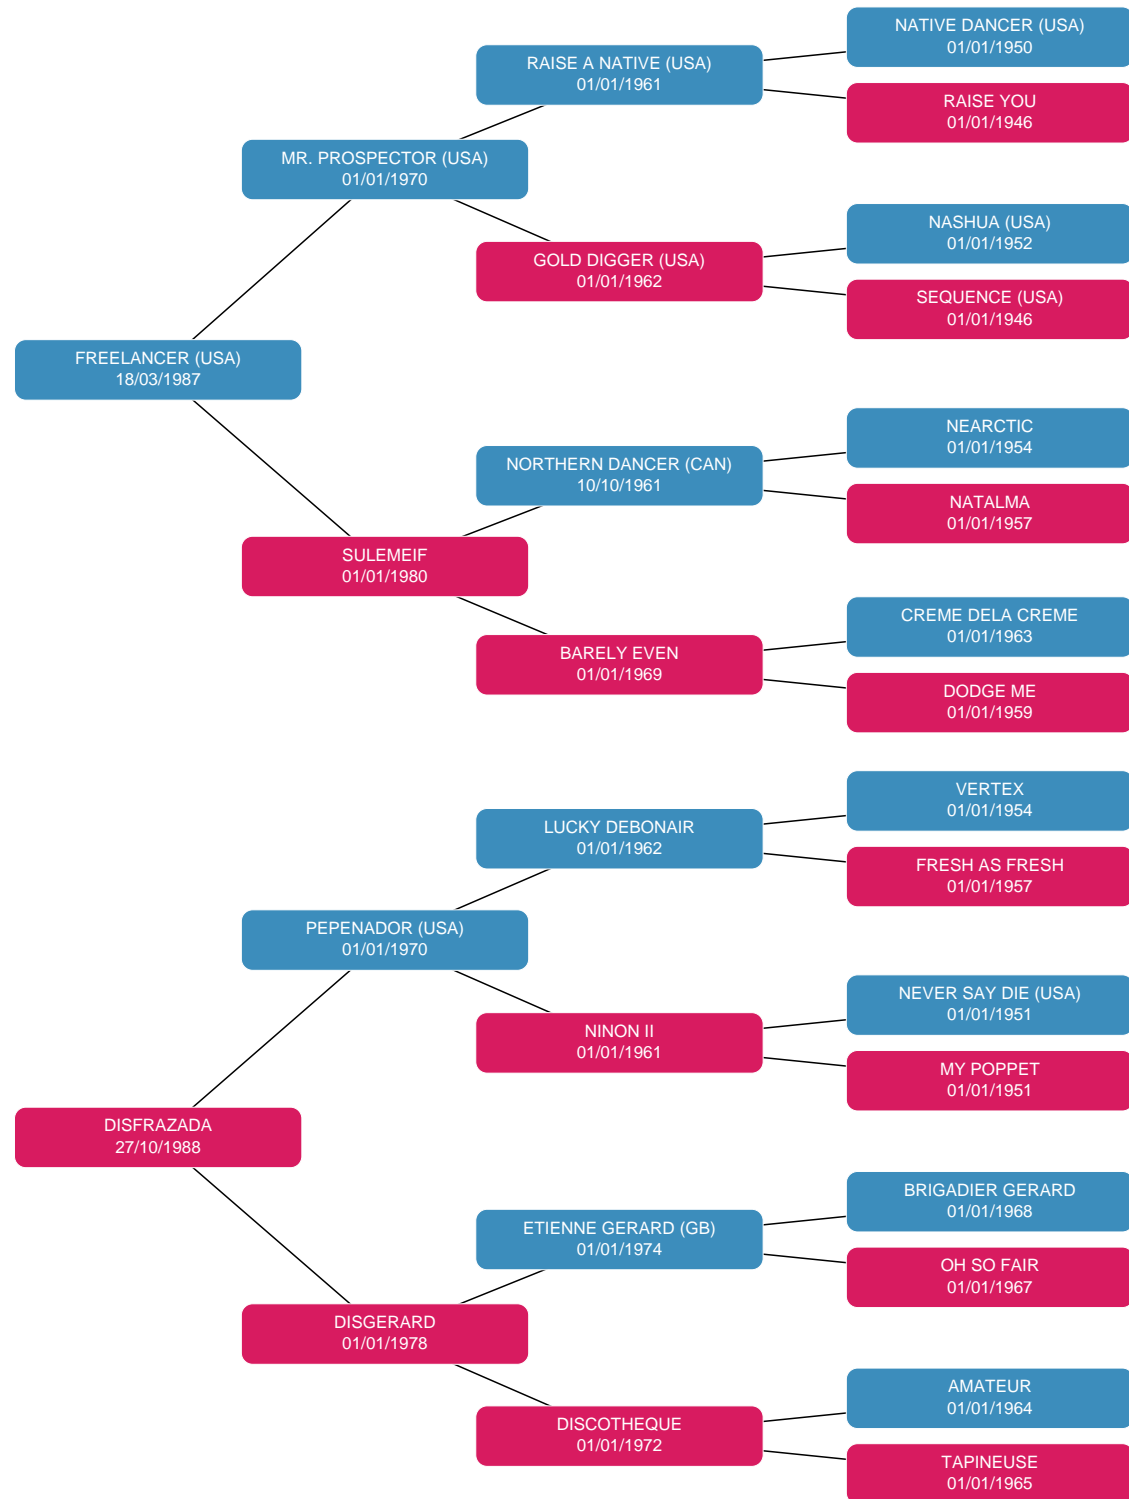 NATIVE DANCER (USA)
01/01/1950
RAISE A NATIVE (USA)
01/01/1961
RAISE YOU
01/01/1946
MR. PROSPECTOR (USA)
01/01/1970
NASHUA (USA)
01/01/1952
GOLD DIGGER (USA)
01/01/1962
SEQUENCE (USA)
01/01/1946
FREELANCER (USA)
18/03/1987
NEARCTIC
01/01/1954
NORTHERN DANCER (CAN)
10/10/1961
NATALMA
01/01/1957
SULEMEIF
01/01/1980
CREME DELA CREME
01/01/1963
BARELY EVEN
01/01/1969
DODGE ME
01/01/1959
VERTEX
01/01/1954
LUCKY DEBONAIR
01/01/1962
FRESH AS FRESH
01/01/1957
PEPENADOR (USA)
01/01/1970
NEVER SAY DIE (USA)
01/01/1951
NINON II
01/01/1961
MY POPPET
01/01/1951
DISFRAZADA
27/10/1988
BRIGADIER GERARD
01/01/1968
ETIENNE GERARD (GB)
01/01/1974
OH SO FAIR
01/01/1967
DISGERARD
01/01/1978
AMATEUR
01/01/1964
DISCOTHEQUE
01/01/1972
TAPINEUSE
01/01/1965